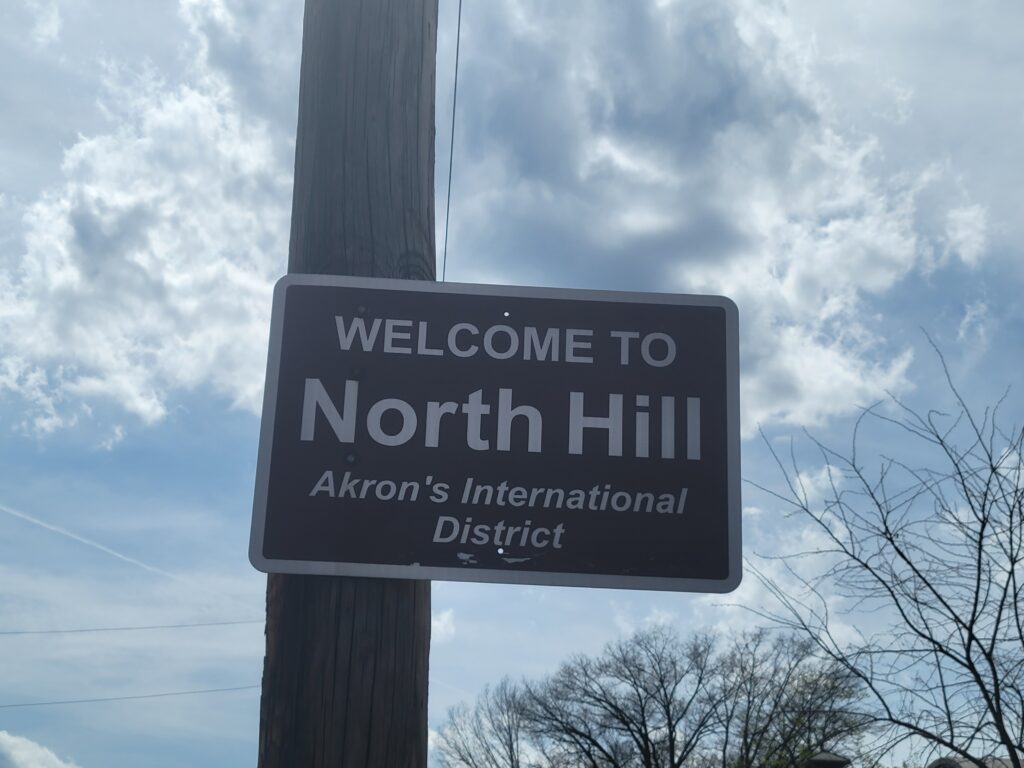 WELCOME TO
North Hill
Akron's International
District